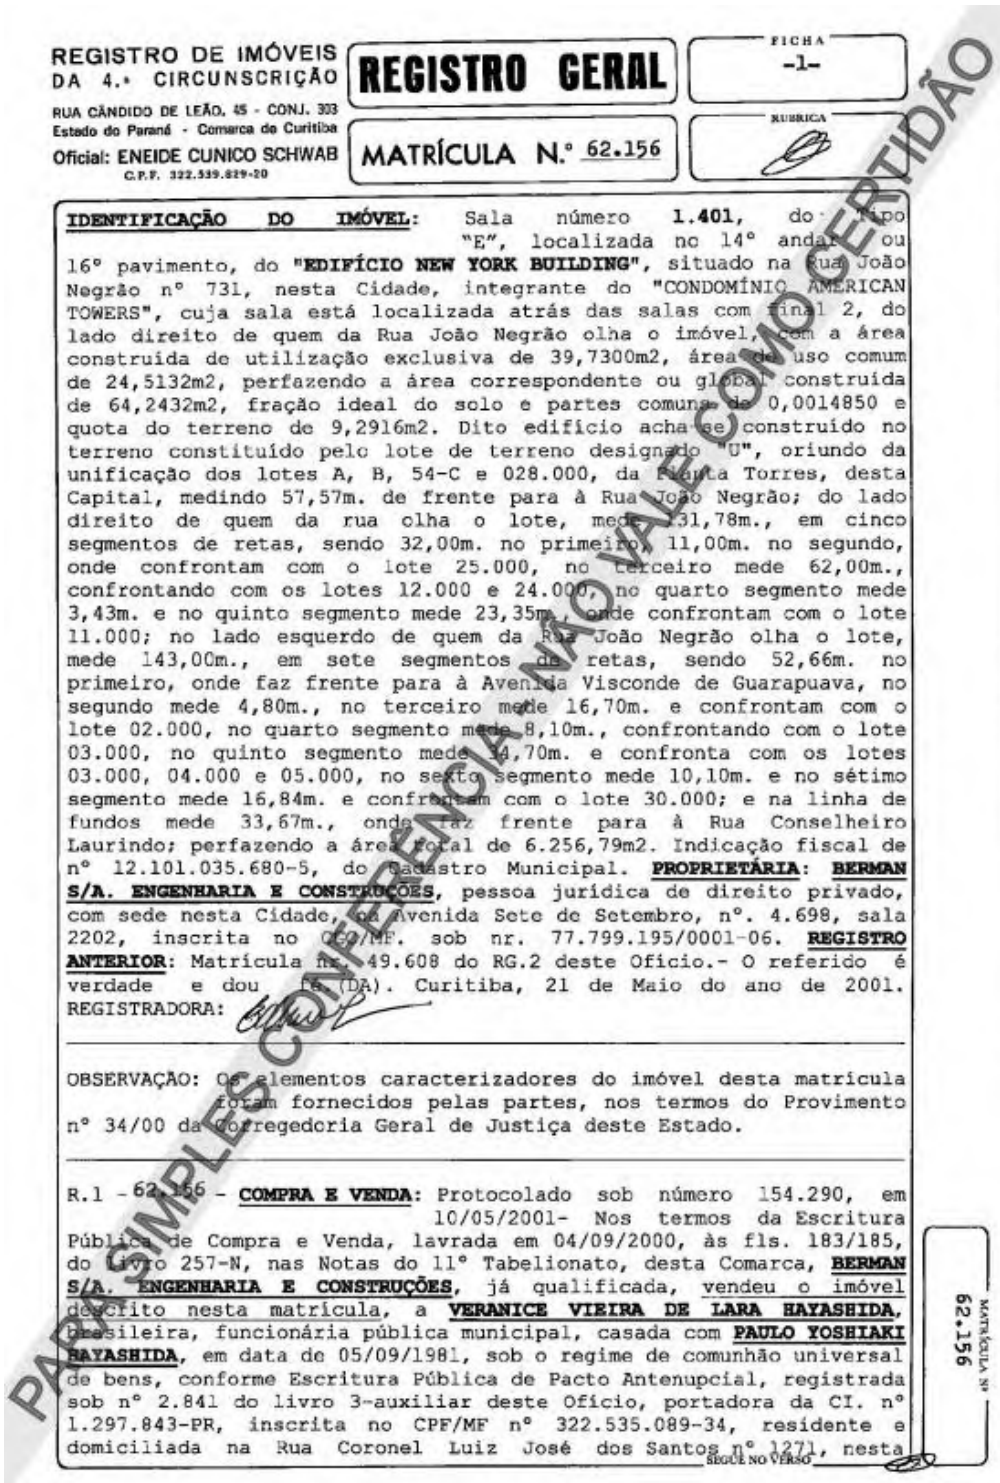 REGISTRO DE IMÓVEIS
DA 4.ª CIRCUNSCRIÇÃO
RUA CÂNDIDO DE LEÃO, 45 - CONJ. 303
Estado do Paraná - Comarca de Curitiba
Oficial: ENEIDE CUNICO SCHWAB
C.P.F. 322.539.829-20
REGISTRO GERAL
MATRÍCULA N.º 62.156
FICHA
-1-
RUBRICA
IDENTIFICAÇÃO DO IMÓVEL: Sala número 1.401, do Tipo
"E", localizada no 14º andar ou
16º pavimento, do "EDIFÍCIO NEW YORK BUILDING", situado na Rua João
Negrão nº 731, nesta Cidade, integrante do "CONDOMÍNIO AMERICAN
TOWERS", cuja sala está localizada atrás das salas com final 2, do
lado direito de quem da Rua João Negrão olha o imóvel, com a área
construída de utilização exclusiva de 39,7300m2, área de uso comum
de 24,5132m2, perfazendo a área correspondente ou global construída
de 64,2432m2, fração ideal do solo e partes comuns de 0,0014850 e
quota do terreno de 9,2916m2. Dito edifício acha-se construído no
terreno constituído pelo lote de terreno designado "U", oriundo da
unificação dos lotes A, B, 54-C e 028.000, da Planta Torres, desta
Capital, medindo 57,57m. de frente para à Rua João Negrão; do lado
direito de quem da rua olha o lote, mede 131,78m., em cinco
segmentos de retas, sendo 32,00m. no primeiro, 11,00m. no segundo,
onde confrontam com o lote 25.000, no terceiro mede 62,00m.,
confrontando com os lotes 12.000 e 24.000, no quarto segmento mede
3,43m. e no quinto segmento mede 23,35m., onde confrontam com o lote
11.000; no lado esquerdo de quem da Rua João Negrão olha o lote,
mede 143,00m., em sete segmentos de retas, sendo 52,66m. no
primeiro, onde faz frente para à Avenida Visconde de Guarapuava, no
segundo mede 4,80m., no terceiro mede 16,70m. e confrontam com o
lote 02.000, no quarto segmento mede 8,10m., confrontando com o lote
03.000, no quinto segmento mede 34,70m. e confronta com os lotes
03.000, 04.000 e 05.000, no sexto segmento mede 10,10m. e no sétimo
segmento mede 16,84m. e confrontam com o lote 30.000; e na linha de
fundos mede 33,67m., onde faz frente para à Rua Conselheiro
Laurindo; perfazendo a área total de 6.256,79m2. Indicação fiscal de
nº 12.101.035.680-5, do Cadastro Municipal. PROPRIETÁRIA: BERMAN
S/A. ENGENHARIA E CONSTRUÇÕES, pessoa jurídica de direito privado,
com sede nesta Cidade, na Avenida Sete de Setembro, nº. 4.698, sala
2202, inscrita no CGC/MF. sob nr. 77.799.195/0001-06. REGISTRO
ANTERIOR: Matrícula nr. 49.608 do RG.2 deste Ofício.- O referido é
verdade e dou fé.(DA). Curitiba, 21 de Maio do ano de 2001.
REGISTRADORA:
OBSERVAÇÃO: Os elementos caracterizadores do imóvel desta matrícula
foram fornecidos pelas partes, nos termos do Provimento
nº 34/00 da Corregedoria Geral de Justiça deste Estado.
R.1 - 62.156 - COMPRA E VENDA: Protocolado sob número 154.290, em
10/05/2001- Nos termos da Escritura
Pública de Compra e Venda, lavrada em 04/09/2000, às fls. 183/185,
do Livro 257-N, nas Notas do 11º Tabelionato, desta Comarca, BERMAN
S/A. ENGENHARIA E CONSTRUÇÕES, já qualificada, vendeu o imóvel
descrito nesta matrícula, a VERANICE VIEIRA DE LARA HAYASHIDA,
brasileira, funcionária pública municipal, casada com PAULO YOSHIAKI
HAYASHIDA, em data de 05/09/1981, sob o regime de comunhão universal
de bens, conforme Escritura Pública de Pacto Antenupcial, registrada
sob nº 2.841 do livro 3-auxiliar deste Ofício, portadora da CI. nº
1.297.843-PR, inscrita no CPF/MF nº 322.535.089-34, residente e
domiciliada na Rua Coronel Luiz José dos Santos nº 1271, nesta
SEGUE NO VERSO
MATRÍCULA Nº
62.156
PARA SIMPLES CONFERÊNCIA - NÃO VALE COMO CERTIDÃO